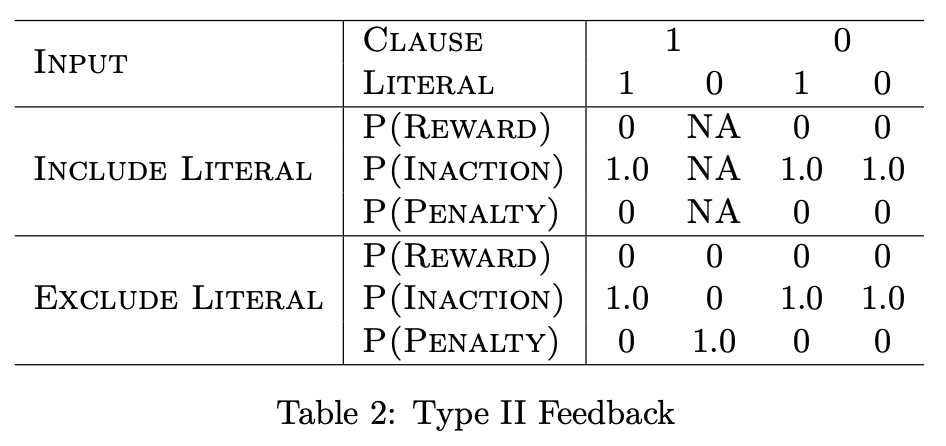 INPUT CLAUSE 1 0
LITERAL 1 0 1 0
INCLUDE LITERAL P(REWARD) 0 NA 0 0
P(INACTION) 1.0 NA 1.0 1.0
P(PENALTY) 0 NA 0 0
EXCLUDE LITERAL P(REWARD) 0 0 0 0
P(INACTION) 1.0 0 1.0 1.0
P(PENALTY) 0 1.0 0 0
Table 2: Type II Feedback